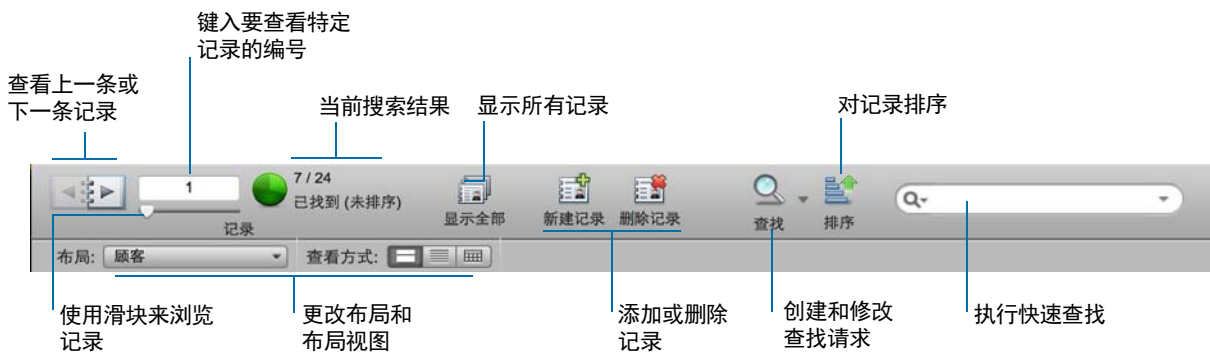 键入要查看特定
记录的编号
查看上一条或
下一条记录
当前搜索结果
显示所有记录
对记录排序
1
7 / 24
已找到 (未排序)
记录
显示全部
新建记录
删除记录
查找
排序
布局:
顾客
查看方式:
使用滑块来浏览
记录
更改布局和
布局视图
添加或删除
记录
创建和修改
查找请求
执行快速查找